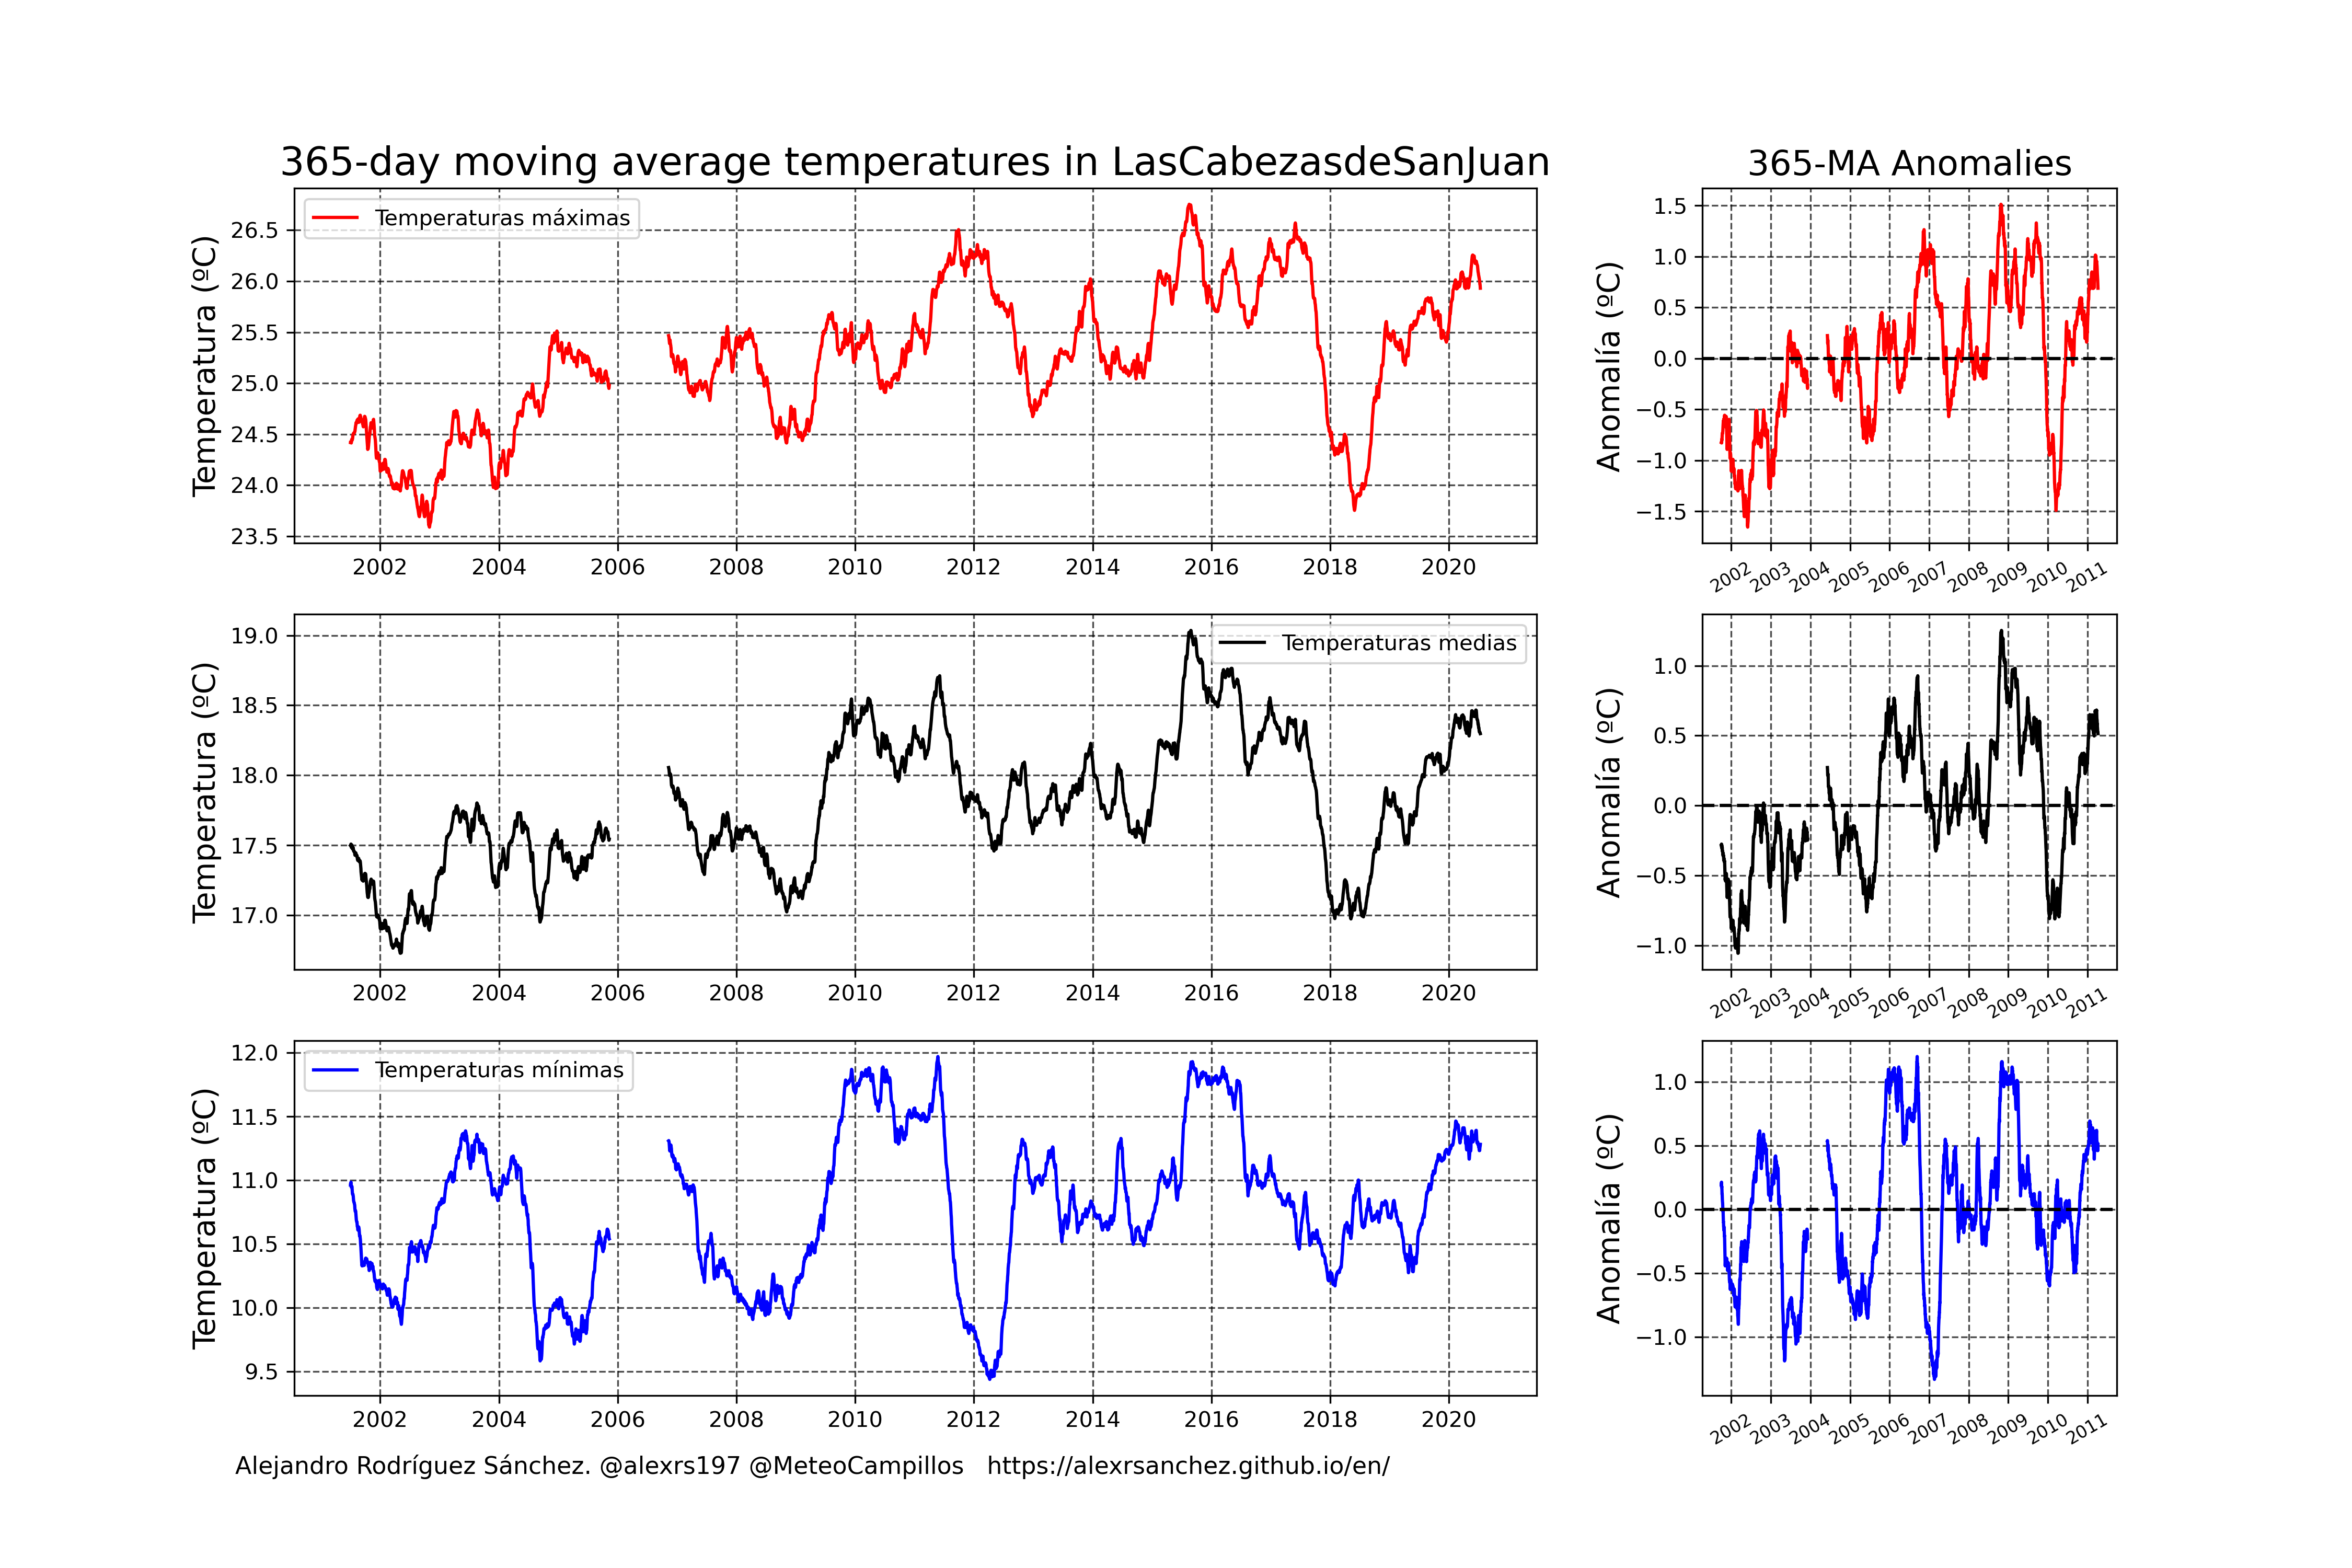 365-day moving average temperatures in LasCabezasdeSanJuan
365-MA Anomalies
Temperatura (ºC)
26.5
26.0
25.5
25.0
24.5
24.0
23.5
Temperaturas máximas
2002 2004 2006 2008 2010 2012 2014 2016 2018 2020
Anomalía (ºC)
1.5
1.0
0.5
0.0
−0.5
−1.0
−1.5
2002 2003 2004 2005 2006 2007 2008 2009 2010 2011
Temperatura (ºC)
19.0
18.5
18.0
17.5
17.0
Temperaturas medias
2002 2004 2006 2008 2010 2012 2014 2016 2018 2020
Anomalía (ºC)
1.0
0.5
0.0
−0.5
−1.0
2002 2003 2004 2005 2006 2007 2008 2009 2010 2011
Temperatura (ºC)
12.0
11.5
11.0
10.5
10.0
9.5
Temperaturas mínimas
2002 2004 2006 2008 2010 2012 2014 2016 2018 2020
Anomalía (ºC)
1.0
0.5
0.0
−0.5
−1.0
2002 2003 2004 2005 2006 2007 2008 2009 2010 2011
Alejandro Rodríguez Sánchez. @alexrs197 @MeteoCampillos https://alexrsanchez.github.io/en/